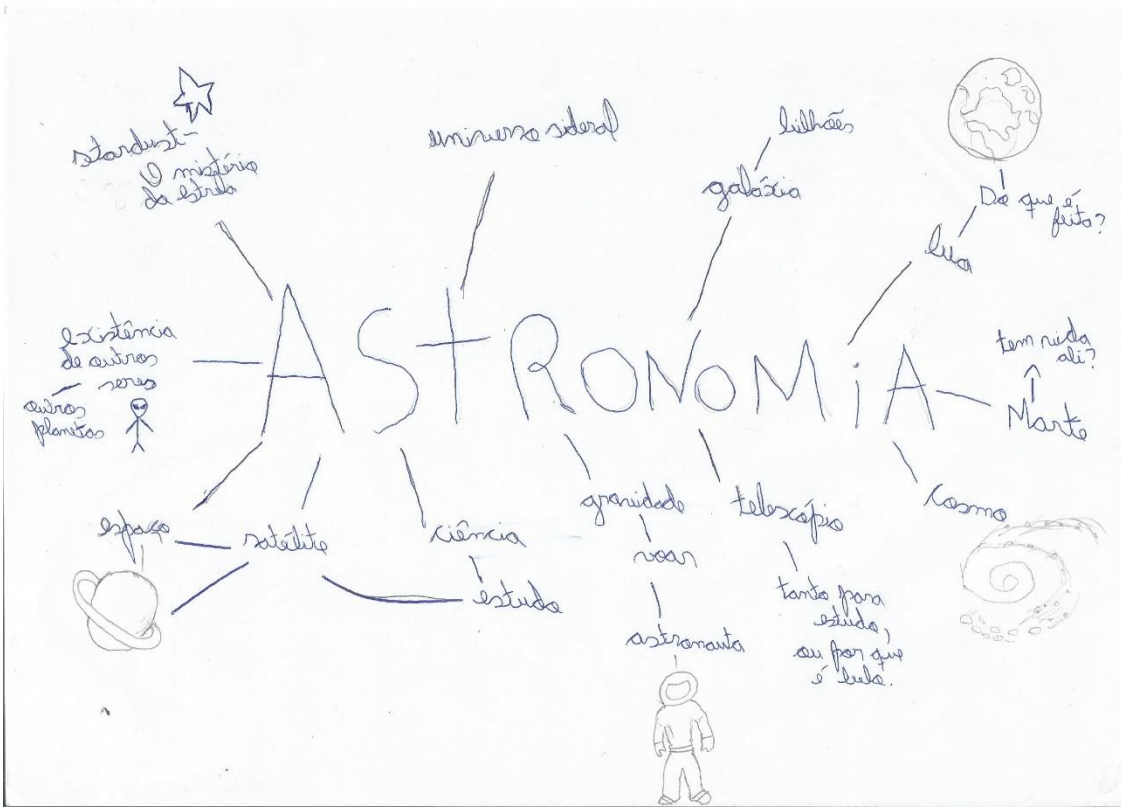 stardust-
O mistério
da estrela
universo sideral
bilhões
galáxia
De que é
feita?
lua
ASTRONOMiA
existência
de outros
seres
outros
planetas
tem vida
ali?
Marte
espaço
satélite
ciência
estudo
gravidade
voar
astronauta
telescópio
tanto para
estudo,
ou por que
é belo.
cosmo